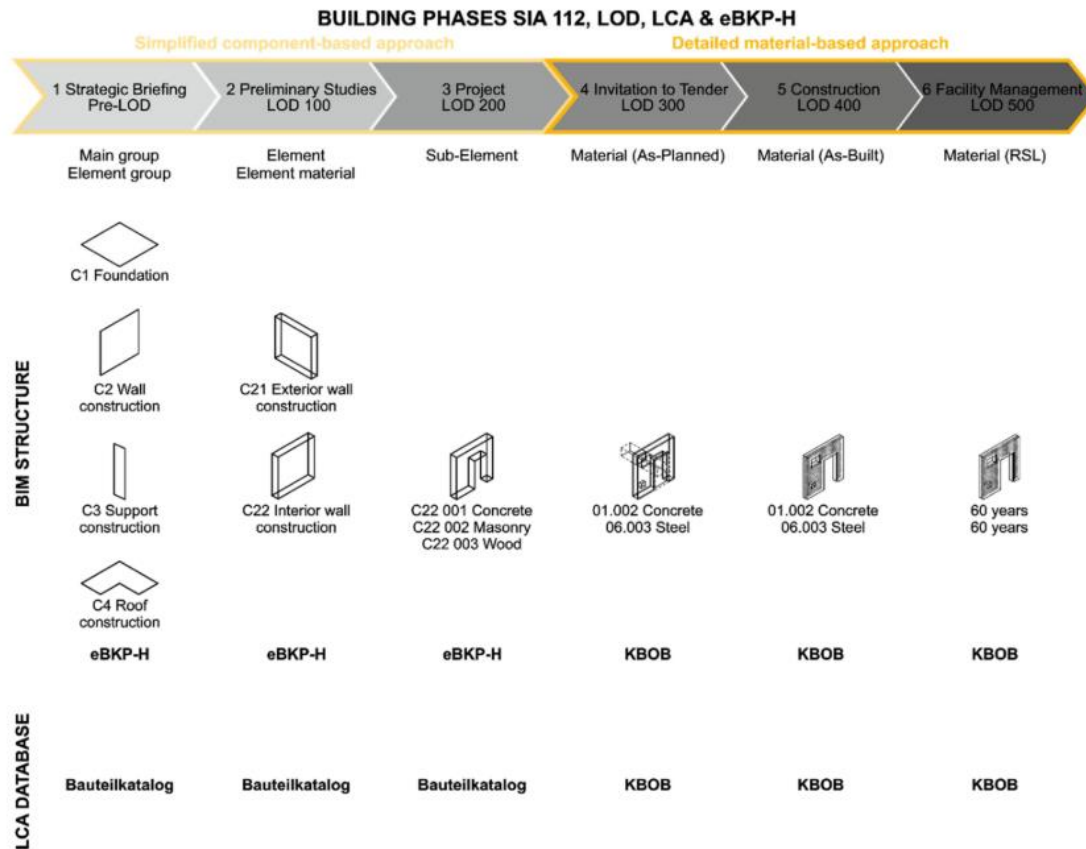 BUILDING PHASES SIA 112, LOD, LCA & eBKP-H
Simplified component-based approach
Detailed material-based approach
1 Strategic Briefing
Pre-LOD
2 Preliminary Studies
LOD 100
3 Project
LOD 200
4 Invitation to Tender
LOD 300
5 Construction
LOD 400
6 Facility Management
LOD 500
Main group
Element group
Element
Element material
Sub-Element
Material (As-Planned)
Material (As-Built)
Material (RSL)
BIM STRUCTURE
C1 Foundation
C2 Wall
construction
C21 Exterior wall
construction
C3 Support
construction
C22 Interior wall
construction
C22 001 Concrete
C22 002 Masonry
C22 003 Wood
01.002 Concrete
06.003 Steel
01.002 Concrete
06.003 Steel
60 years
60 years
C4 Roof
construction
eBKP-H
eBKP-H
eBKP-H
KBOB
KBOB
KBOB
LCA DATABASE
Bauteilkatalog
Bauteilkatalog
Bauteilkatalog
KBOB
KBOB
KBOB